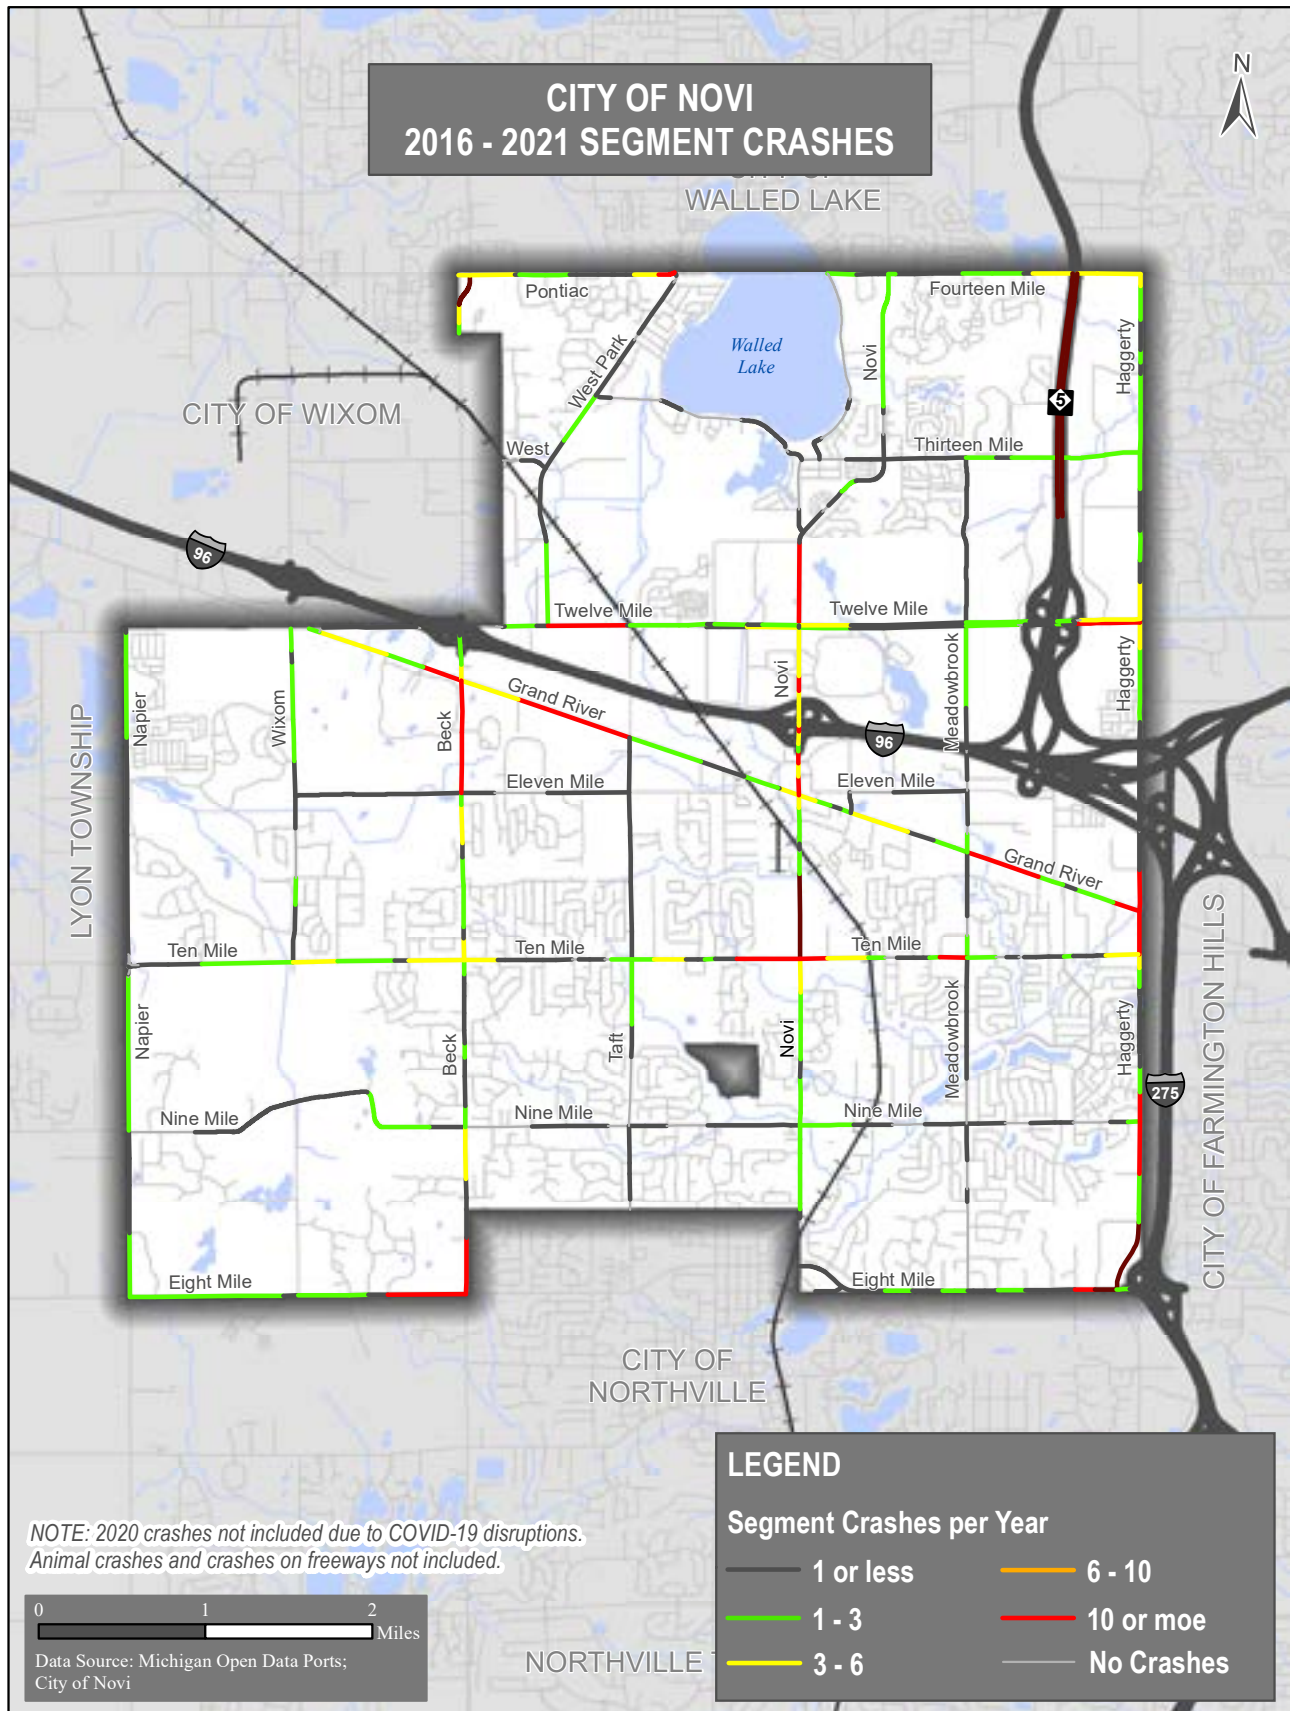 CITY OF NOVI
2016 - 2021 SEGMENT CRASHES
N
WALLED LAKE
Pontiac
Fourteen Mile
Haggerty
West Park
Walled
Lake
Novi
5
CITY OF WIXOM
West
Thirteen Mile
96
Twelve Mile
Twelve Mile
Napier
Wixom
Beck
Grand River
Novi
Meadowbrook
Haggerty
96
LYON TOWNSHIP
Eleven Mile
Eleven Mile
Grand River
Ten Mile
Ten Mile
Ten Mile
CITY OF FARMINGTON HILLS
Napier
Beck
Taft
Novi
Meadowbrook
Haggerty
275
Nine Mile
Nine Mile
Nine Mile
Eight Mile
Eight Mile
CITY OF
NORTHVILLE
LEGEND
Segment Crashes per Year
1 or less
6 - 10
1 - 3
10 or moe
3 - 6
No Crashes
NOTE: 2020 crashes not included due to COVID-19 disruptions.
Animal crashes and crashes on freeways not included.
0 1 2
Miles
Data Source: Michigan Open Data Ports;
City of Novi
NORTHVILLE